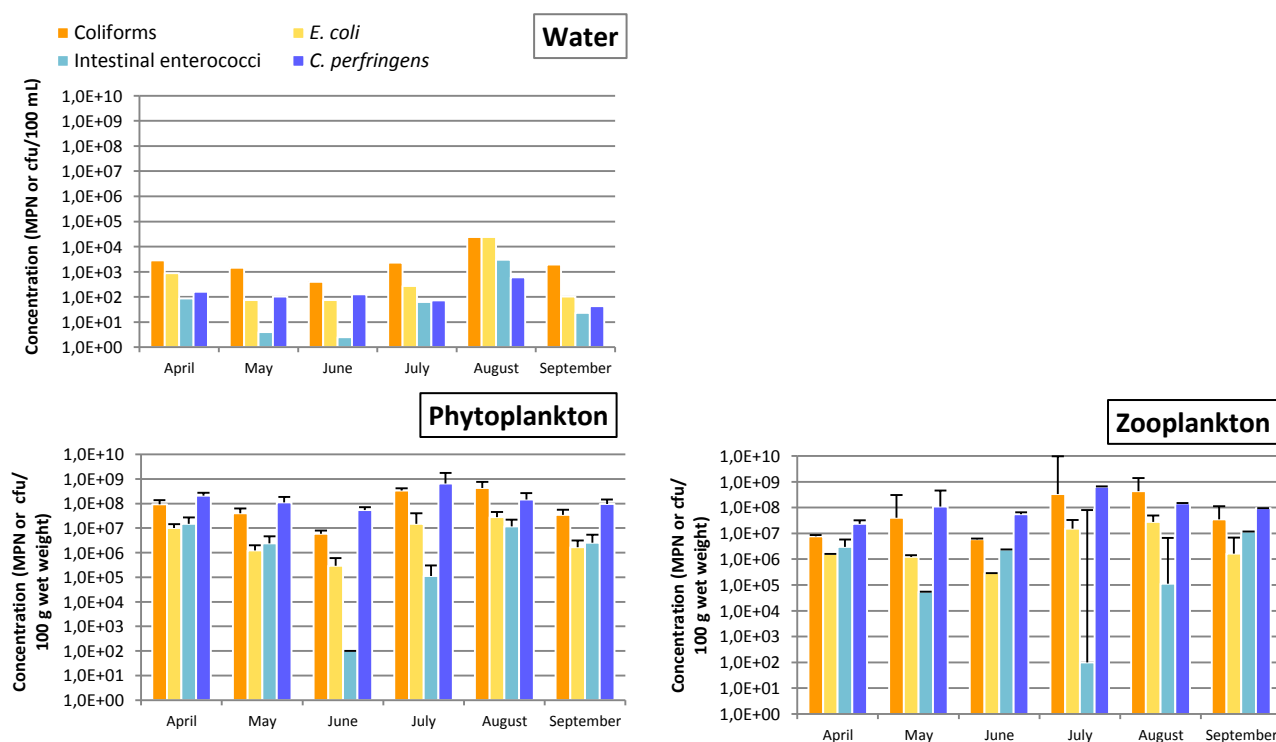 Coliforms
E. coli
Water
Intestinal enterococci
C. perfringens
Concentration (MPN or cfu/100 mL)
1,0E+10
1,0E+09
1,0E+08
1,0E+07
1,0E+06
1,0E+05
1,0E+04
1,0E+03
1,0E+02
1,0E+01
1,0E+00
April May June July August September
Phytoplankton
Concentration (MPN or cfu/
100 g wet weight)
1,0E+10
1,0E+09
1,0E+08
1,0E+07
1,0E+06
1,0E+05
1,0E+04
1,0E+03
1,0E+02
1,0E+01
1,0E+00
April May June July August September
Zooplankton
Concentration (MPN or cfu/
100 g wet weight)
1,0E+10
1,0E+09
1,0E+08
1,0E+07
1,0E+06
1,0E+05
1,0E+04
1,0E+03
1,0E+02
1,0E+01
1,0E+00
April May June July August September